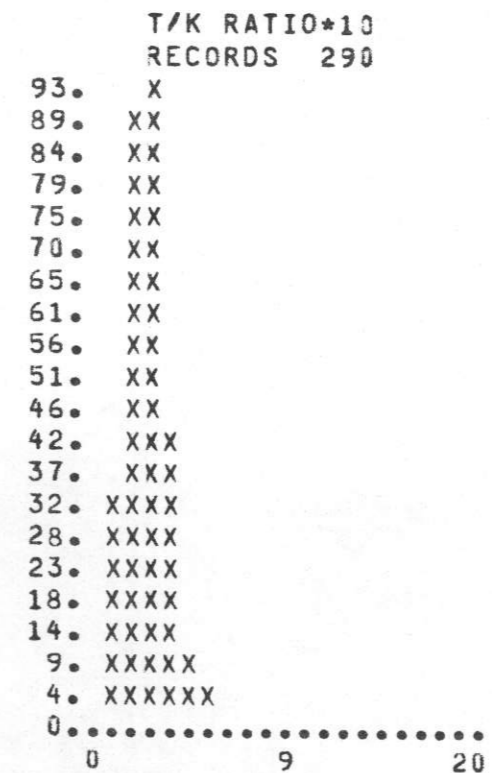 T/K RATIO*10
RECORDS 290
93. X
89. XX
84. XX
79. XX
75. XX
70. XX
65. XX
61. XX
56. XX
51. XX
46. XX
42. XXX
37. XXX
32. XXXX
28. XXXX
23. XXXX
18. XXXX
14. XXXX
9. XXXXX
4. XXXXXX
0......................
0 9 20